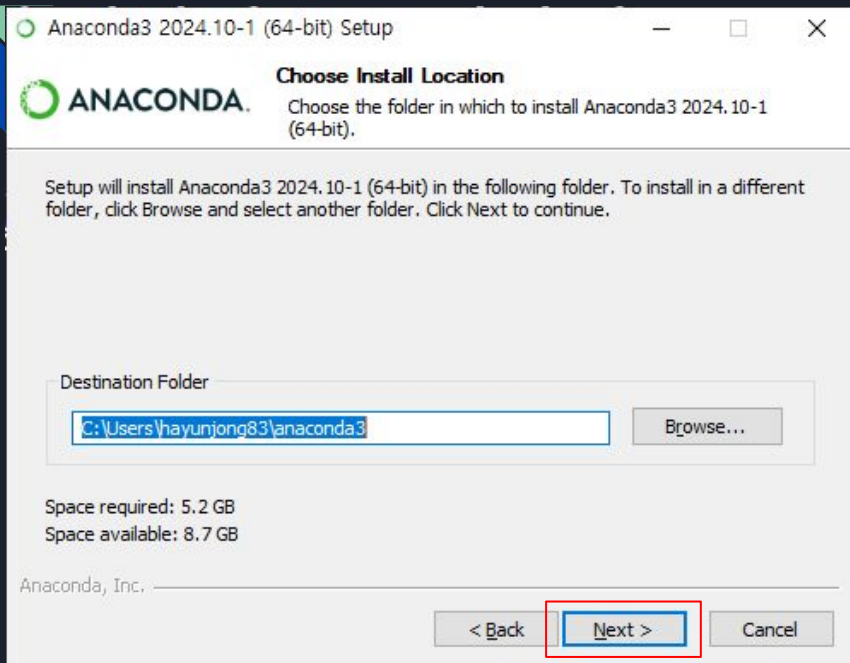 Anaconda3 2024.10-1 (64-bit) Setup
ANACONDA.
Choose Install Location
Choose the folder in which to install Anaconda3 2024.10-1
(64-bit).
Setup will install Anaconda3 2024.10-1 (64-bit) in the following folder. To install in a different
folder, click Browse and select another folder. Click Next to continue.
Destination Folder
C:\Users\hayunjong83\anaconda3
Browse...
Space required: 5.2 GB
Space available: 8.7 GB
Anaconda, Inc.
< Back
Next >
Cancel